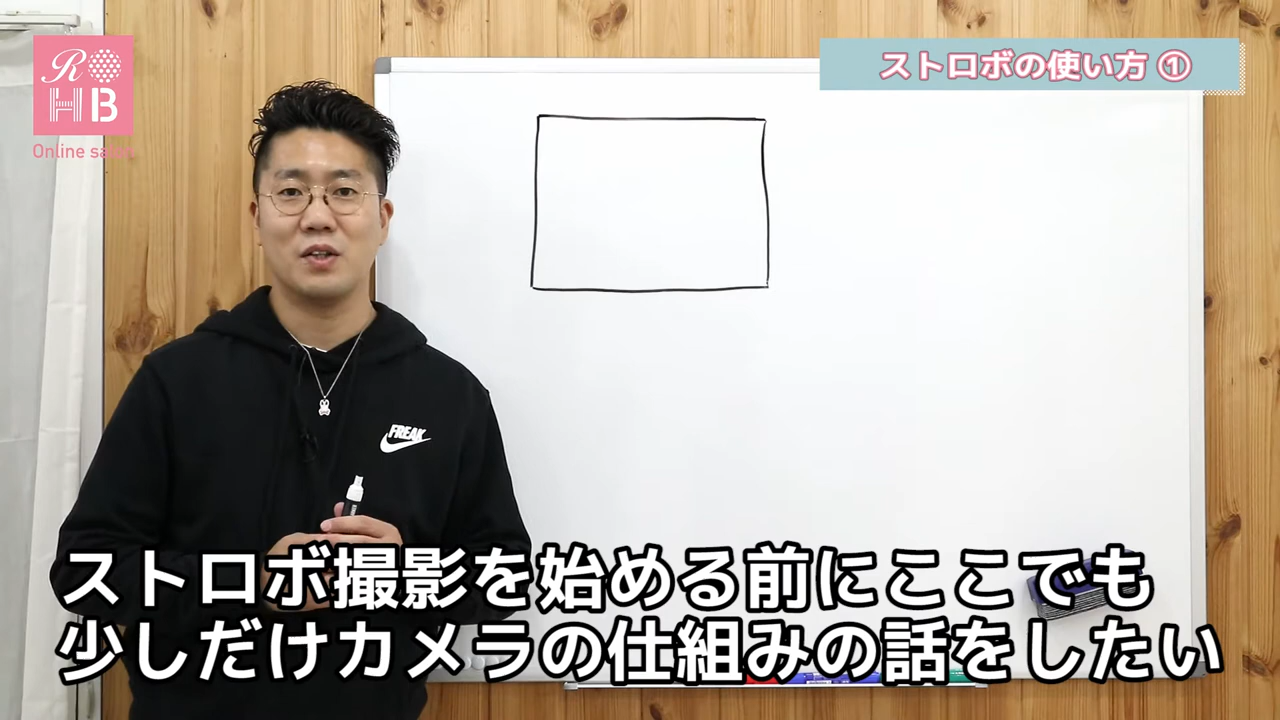 R
HB
Online salon
ストロボの使い方 ①
FREAK
ストロボ撮影を始める前にここでも
少しだけカメラの仕組みの話をしたい